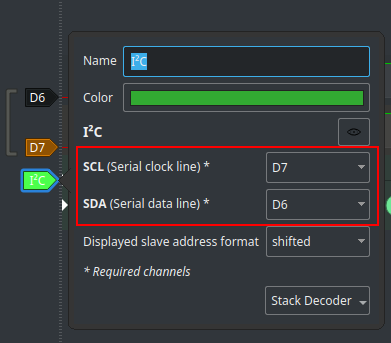 Name I²C
D6
Color
I²C
D7
SCL (Serial clock line) * D7
I²C
SDA (Serial data line) * D6
Displayed slave address format shifted
* Required channels
Stack Decoder